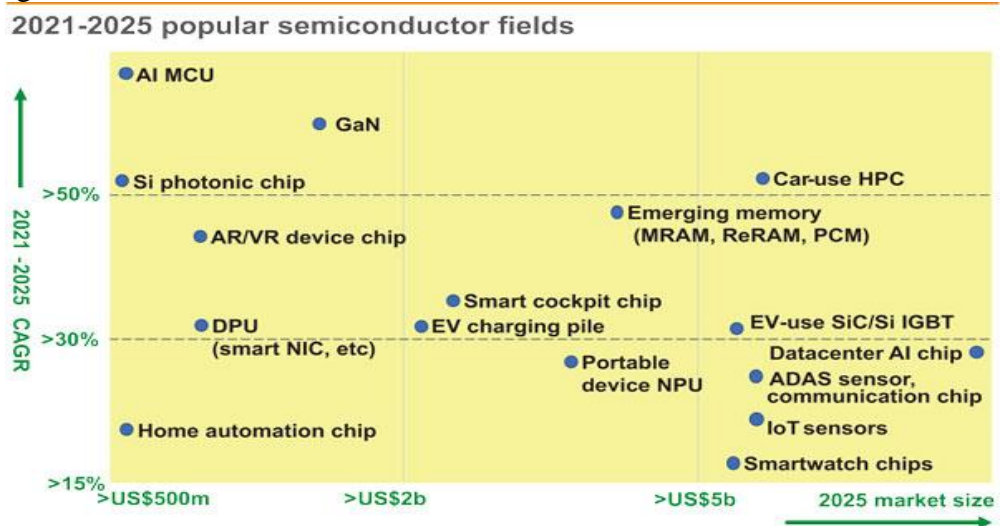 2021-2025 popular semiconductor fields
AI MCU
GaN
Si photonic chip
Car-use HPC
>50%
Emerging memory
(MRAM, ReRAM, PCM)
AR/VR device chip
2021 -2025 CAGR
Smart cockpit chip
DPU
(smart NIC, etc)
EV charging pile
EV-use SiC/Si IGBT
>30%
Datacenter AI chip
Portable
device NPU
ADAS sensor,
communication chip
Home automation chip
IoT sensors
Smartwatch chips
>15%
>US$500m
>US$2b
>US$5b
2025 market size